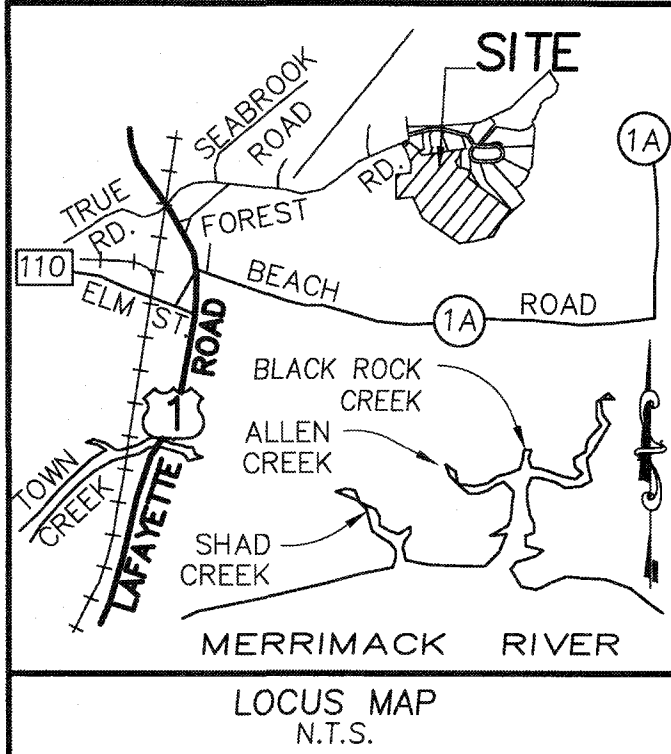 SITE
1A
SEABROOK
ROAD
RD. A
TRUE
RD.
FOREST
110
BEACH
ROAD
1A
ELM ST.
ROAD
BLACK ROCK
CREEK
1
ALLEN
CREEK
TOWN
CREEK
LAFAYETTE
SHAD
CREEK
MERRIMACK RIVER
LOCUS MAP
N.T.S.